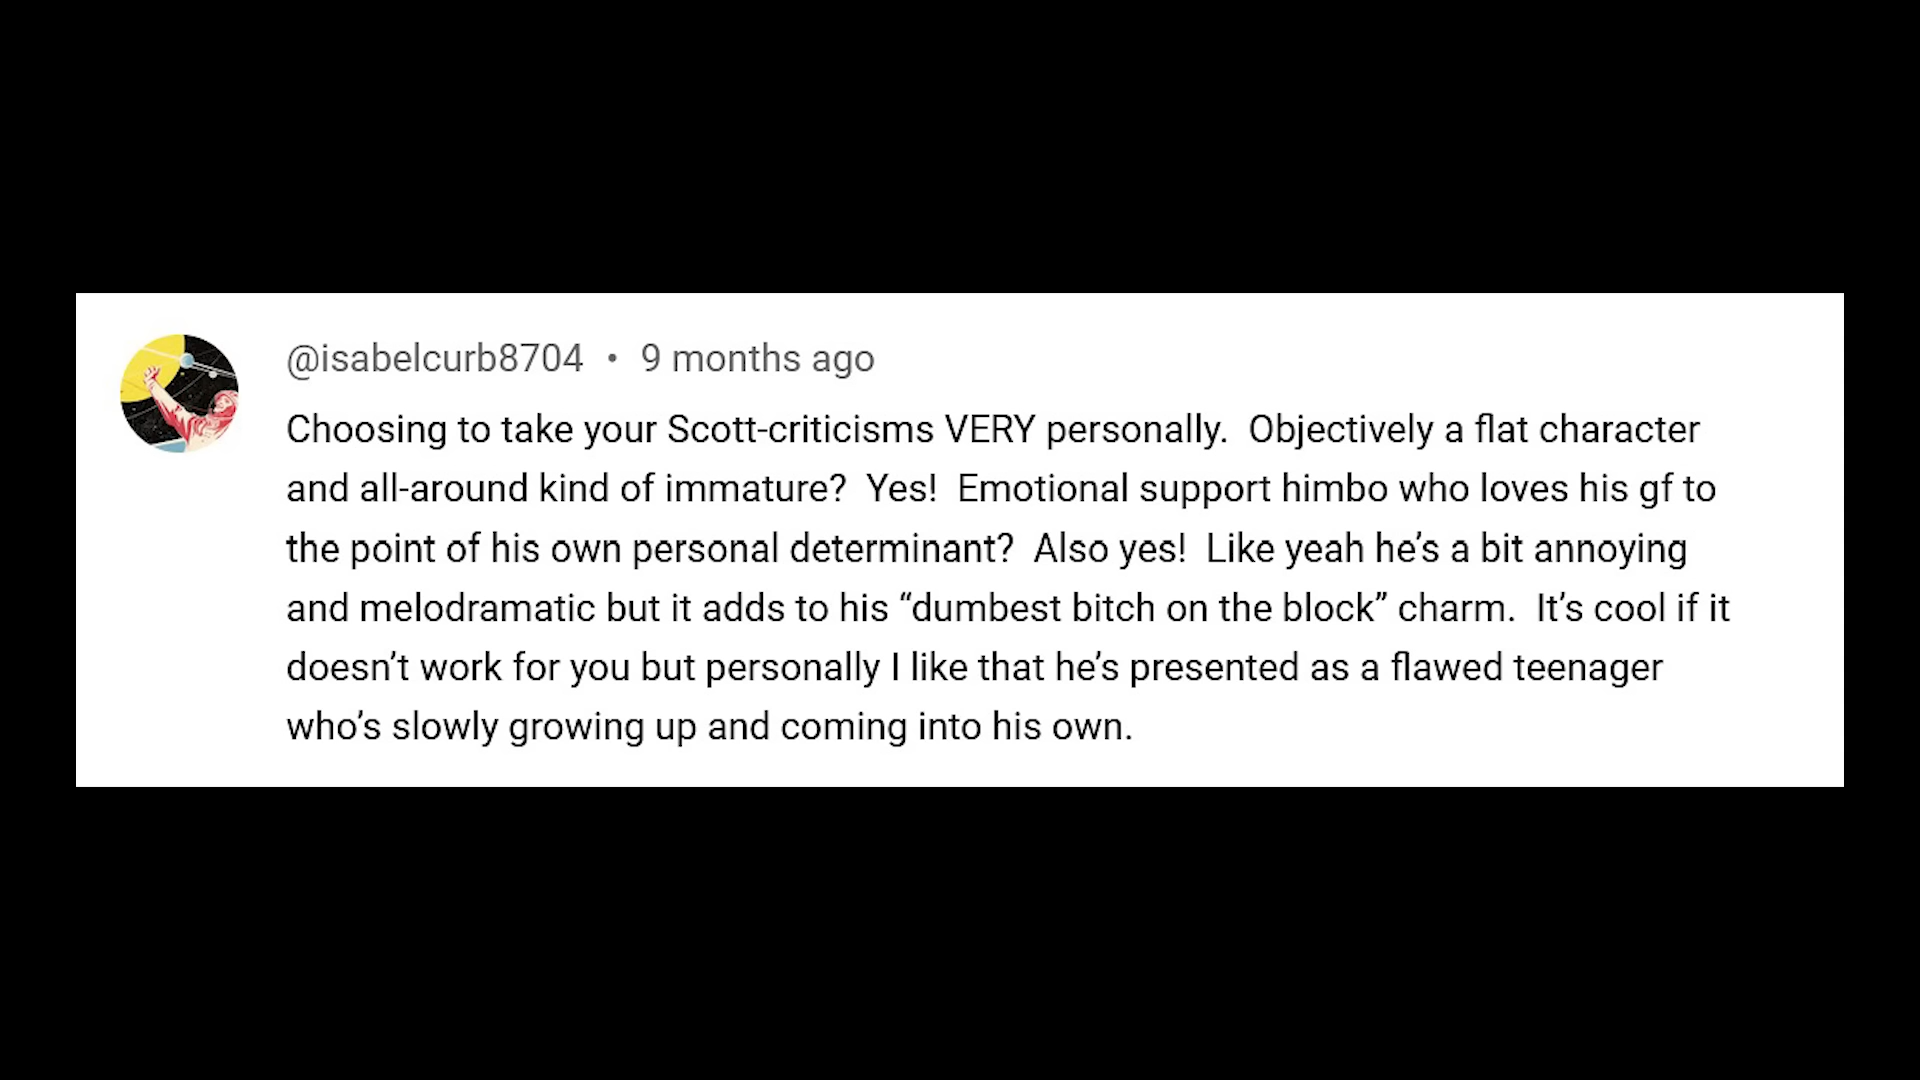 @isabelcurb8704 • 9 months ago
Choosing to take your Scott-criticisms VERY personally.  Objectively a flat character
and all-around kind of immature?  Yes!  Emotional support himbo who loves his gf to
the point of his own personal determinant?  Also yes!  Like yeah he’s a bit annoying
and melodramatic but it adds to his “dumbest bitch on the block” charm.  It’s cool if it
doesn’t work for you but personally I like that he’s presented as a flawed teenager
who’s slowly growing up and coming into his own.